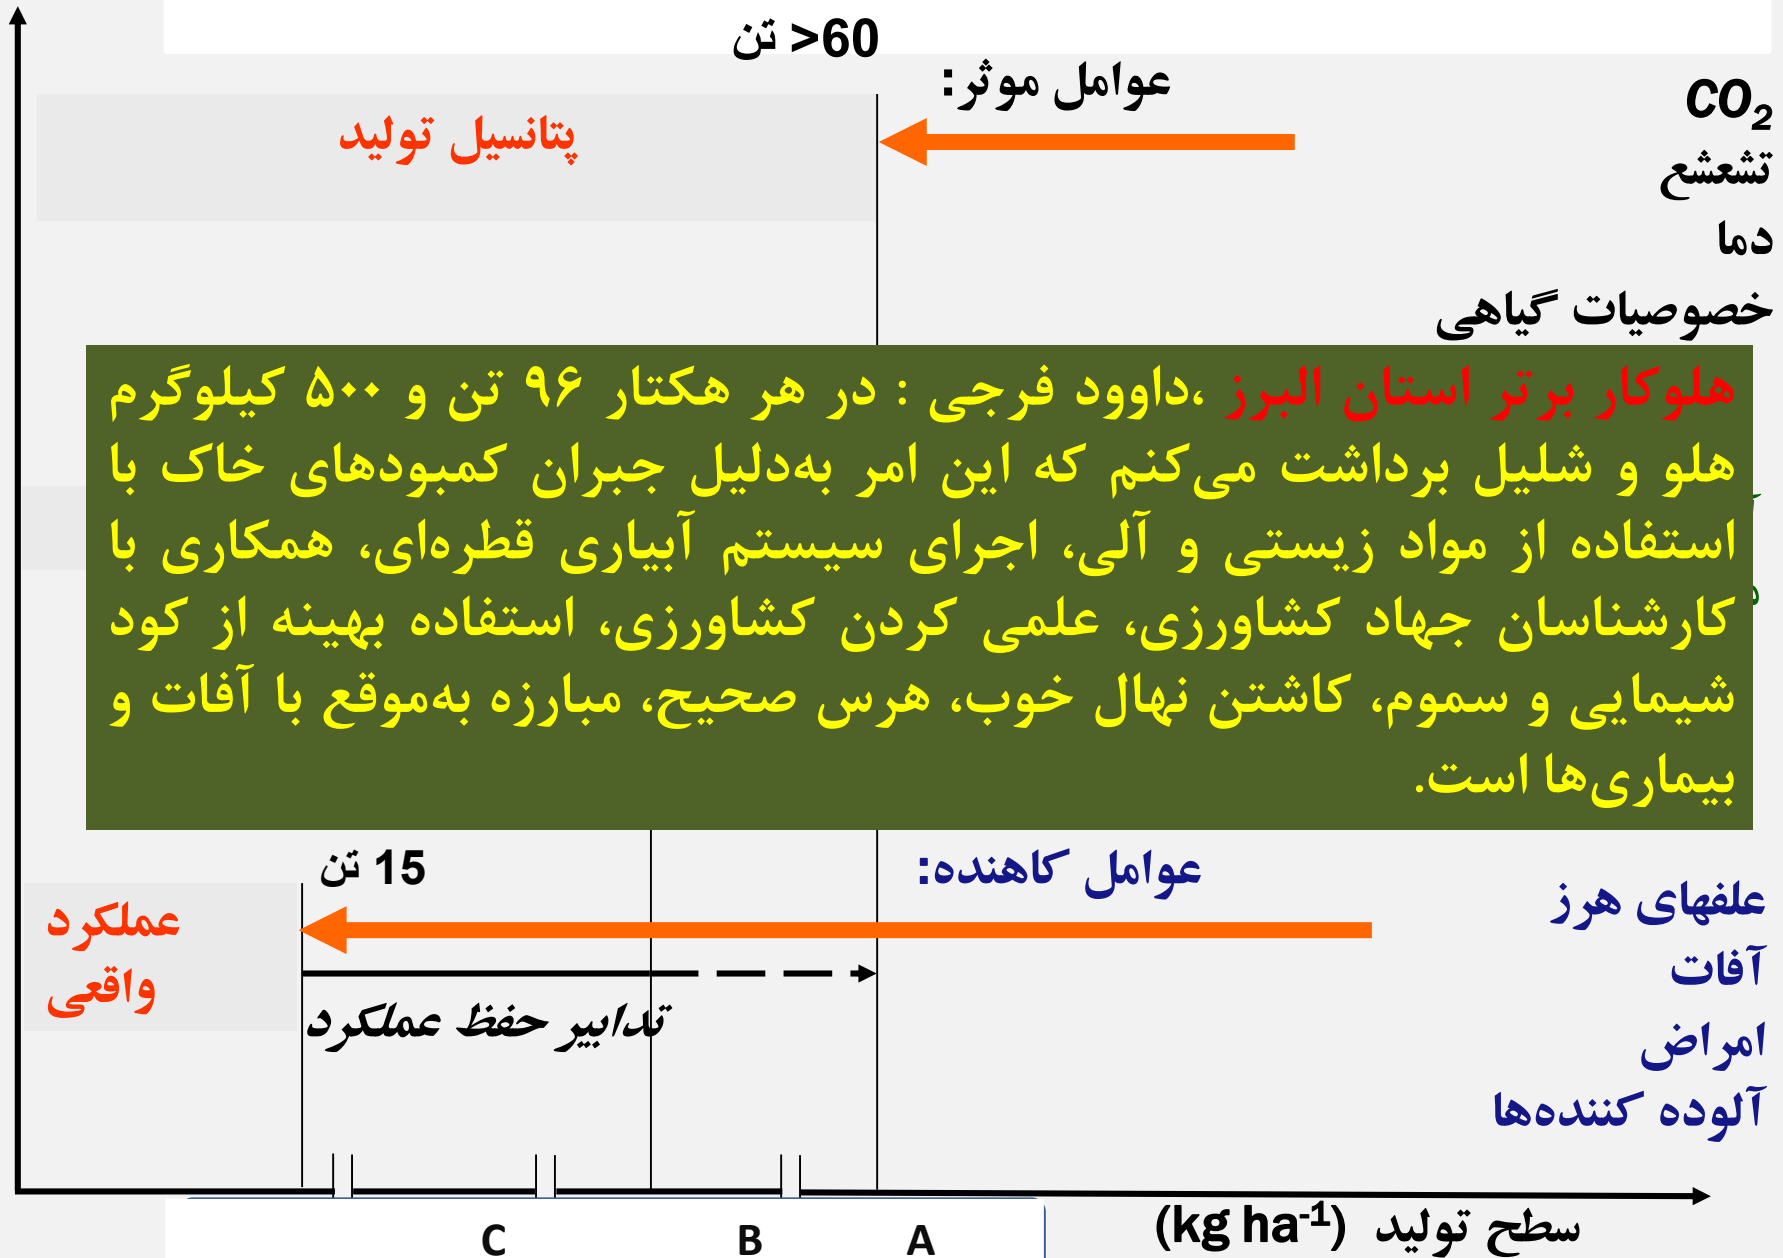 60< تن
عوامل موثر:
CO₂
پتانسیل تولید
تشعشع
دما
خصوصیات گیاهی
هلوکار برتر استان البرز ،داوود فرجی : در هر هکتار ۹۶ تن و ۵۰۰ کیلوگرم
هلو و شلیل برداشت می‌کنم که این امر به‌دلیل جبران کمبودهای خاک با
استفاده از مواد زیستی و آلی، اجرای سیستم آبیاری قطره‌ای، همکاری با
کارشناسان جهاد کشاورزی، علمی کردن کشاورزی، استفاده بهینه از کود
شیمایی و سموم، کاشتن نهال خوب، هرس صحیح، مبارزه به‌موقع با آفات و
بیماری‌ها است.
15 تن
عوامل کاهنده:
علفهای هرز
عملکرد
واقعی
آفات
تدابیر حفظ عملکرد
امراض
آلوده کننده‌ها
سطح تولید (kg ha⁻¹)
C B A